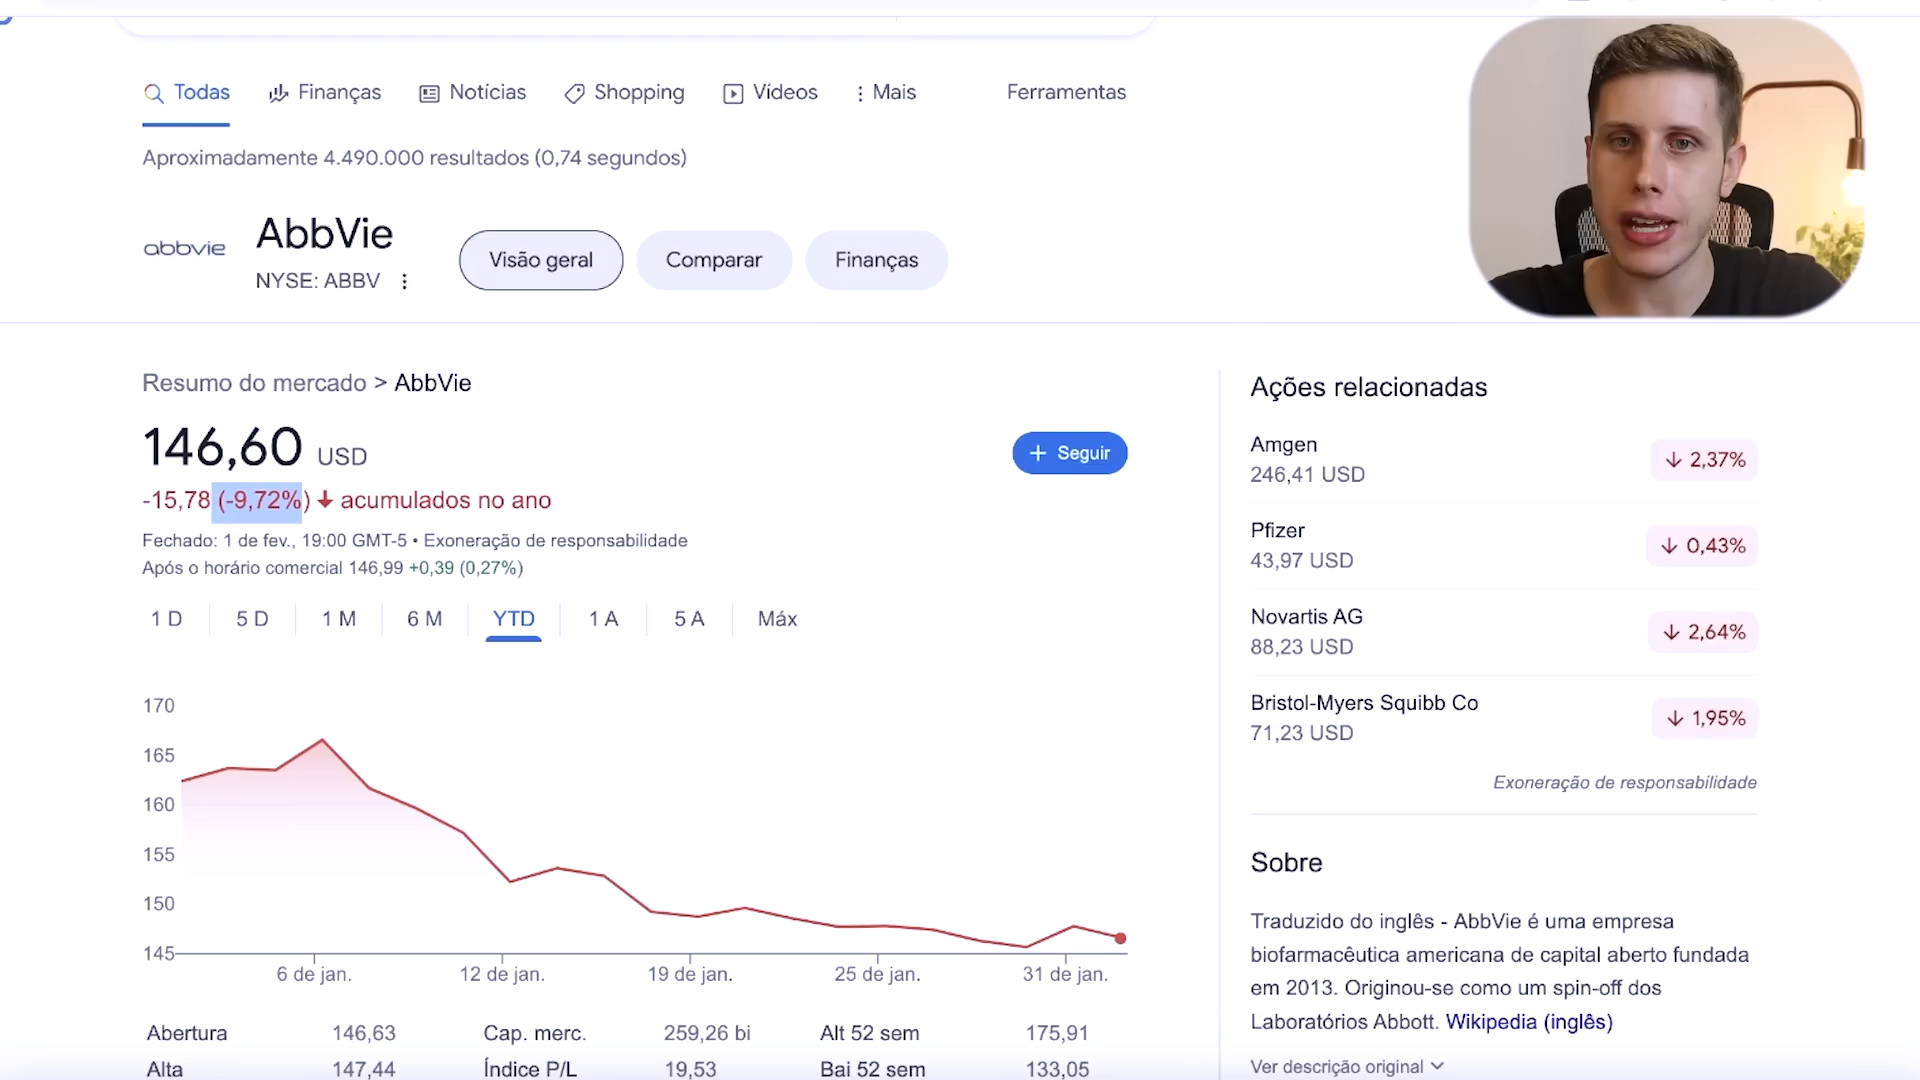 Todas
Finanças
Notícias
Shopping
Vídeos
Mais
Ferramentas
Aproximadamente 4.490.000 resultados (0,74 segundos)
abbvie
AbbVie
NYSE: ABBV
Visão geral
Comparar
Finanças
Resumo do mercado > AbbVie
146,60 USD
+ Seguir
-15,78 (-9,72%) acumulados no ano
Fechado: 1 de fev., 19:00 GMT-5 • Exoneração de responsabilidade
Após o horário comercial 146,99 +0,39 (0,27%)
1 D
5 D
1 M
6 M
YTD
1 A
5 A
Máx
170
165
160
155
150
145
6 de jan.
12 de jan.
19 de jan.
25 de jan.
31 de jan.
Abertura 146,63
Cap. merc. 259,26 bi
Alt 52 sem 175,91
Alta 147,44
Índice P/L 19,53
Bai 52 sem 133,05
Ações relacionadas
Amgen
246,41 USD
2,37%
Pfizer
43,97 USD
0,43%
Novartis AG
88,23 USD
2,64%
Bristol-Myers Squibb Co
71,23 USD
1,95%
Exoneração de responsabilidade
Sobre
Traduzido do inglês - AbbVie é uma empresa
biofarmacêutica americana de capital aberto fundada
em 2013. Originou-se como um spin-off dos
Laboratórios Abbott. Wikipedia (inglês)
Ver descrição original